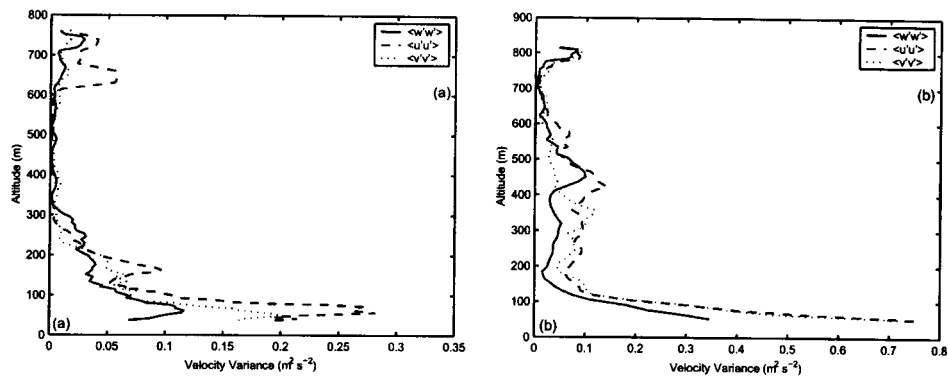 800
700
600
500
400
300
200
100
0
Altitude (m)
<w'w'>
<u'u'>
<v'v'>
(a)
(a)
0
0.05
0.1
0.15
0.2
0.25
0.3
0.35
Velocity Variance (m² s⁻²)
900
800
700
600
500
400
300
200
100
0
Altitude (m)
<w'w'>
<u'u'>
<v'v'>
(b)
(b)
0
0.1
0.2
0.3
0.4
0.5
0.6
0.7
0.8
Velocity Variance (m² s⁻²)